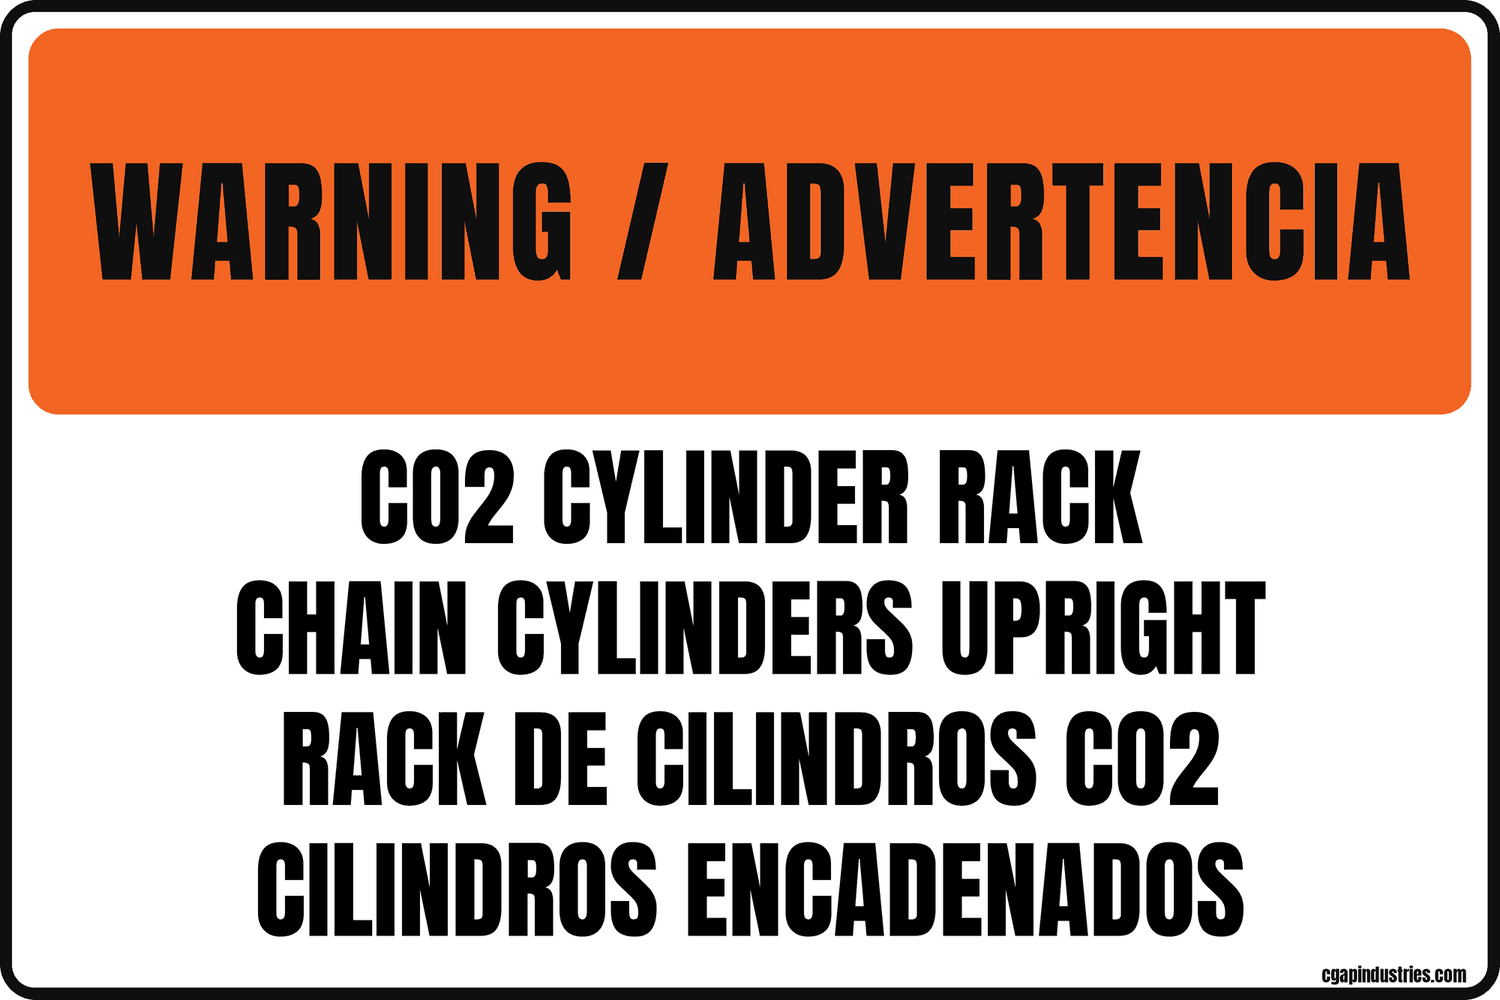 WARNING / ADVERTENCIA
CO2 CYLINDER RACK
CHAIN CYLINDERS UPRIGHT
RACK DE CILINDROS CO2
CILINDROS ENCADENADOS
cgapindustries.com